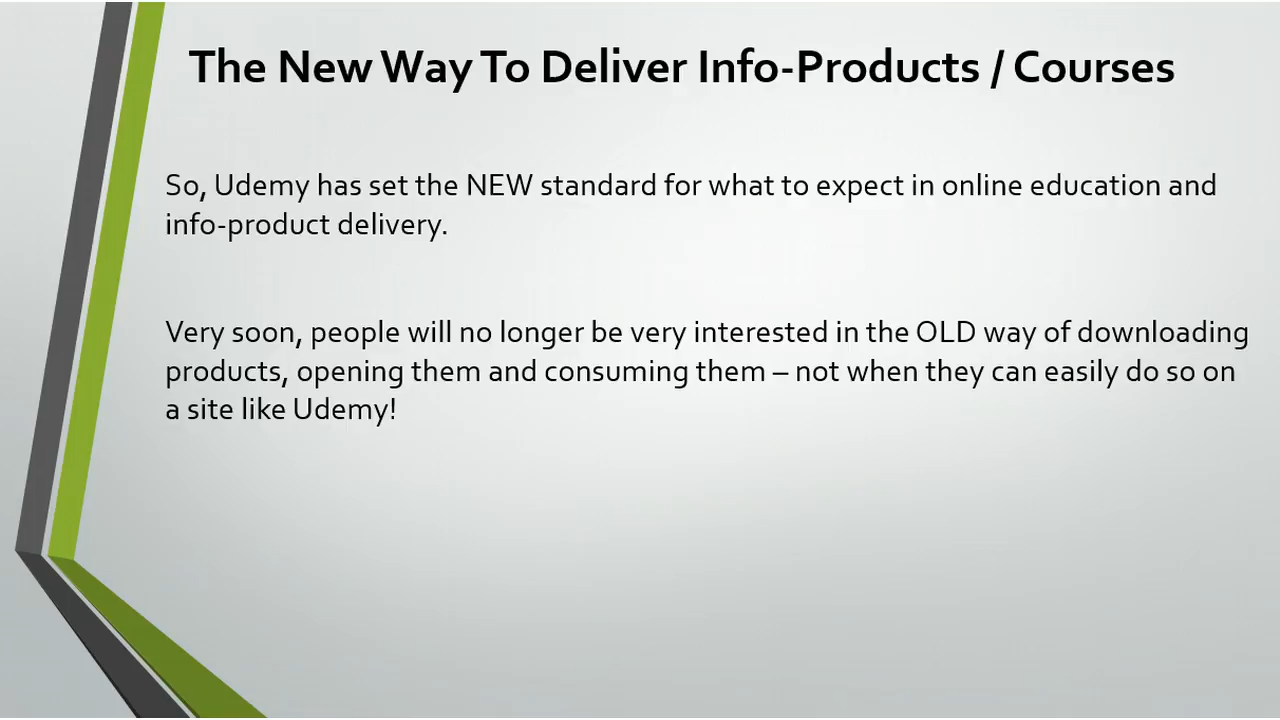 The New Way To Deliver Info-Products / Courses
So, Udemy has set the NEW standard for what to expect in online education and
info-product delivery.
Very soon, people will no longer be very interested in the OLD way of downloading
products, opening them and consuming them – not when they can easily do so on
a site like Udemy!